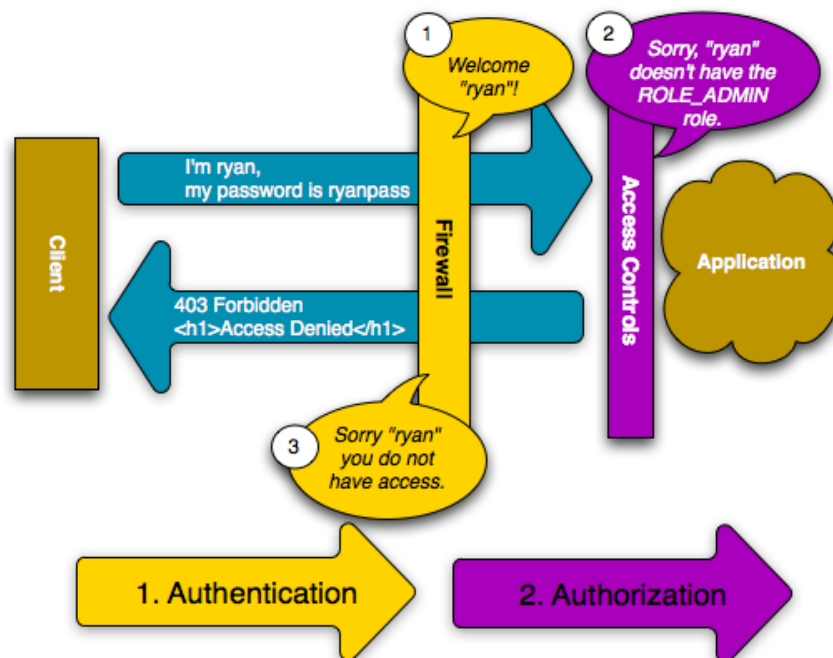 1
Welcome
"ryan"!
2
Sorry, "ryan"
doesn't have the
ROLE_ADMIN
role.
I'm ryan,
my password is ryanpass
Client
Firewall
Access Controls
Application
403 Forbidden
<h1>Access Denied</h1>
3
Sorry "ryan"
you do not
have access.
1. Authentication
2. Authorization